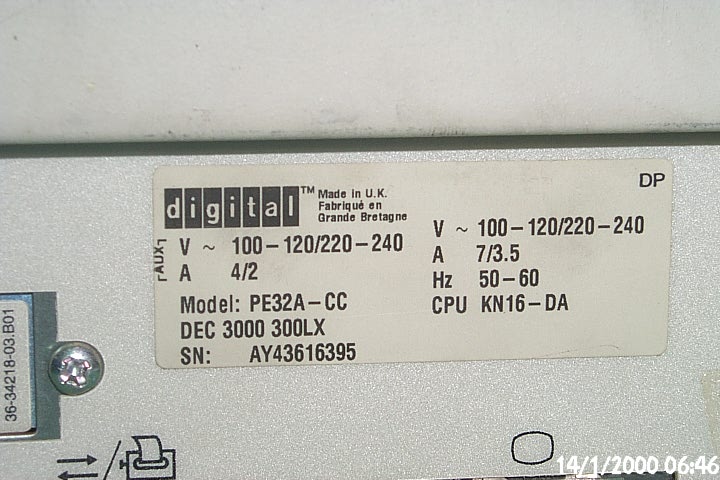 digital™ Made in U.K.
Fabriqué en
Grande Bretagne
DP
AUX
V ~ 100-120/220-240
A 4/2
V ~ 100-120/220-240
A 7/3.5
Hz 50-60
CPU KN16-DA
Model: PE32A-CC
DEC 3000 300LX
SN: AY43616395
36-34218-03.B01
14/1/2000 06:46